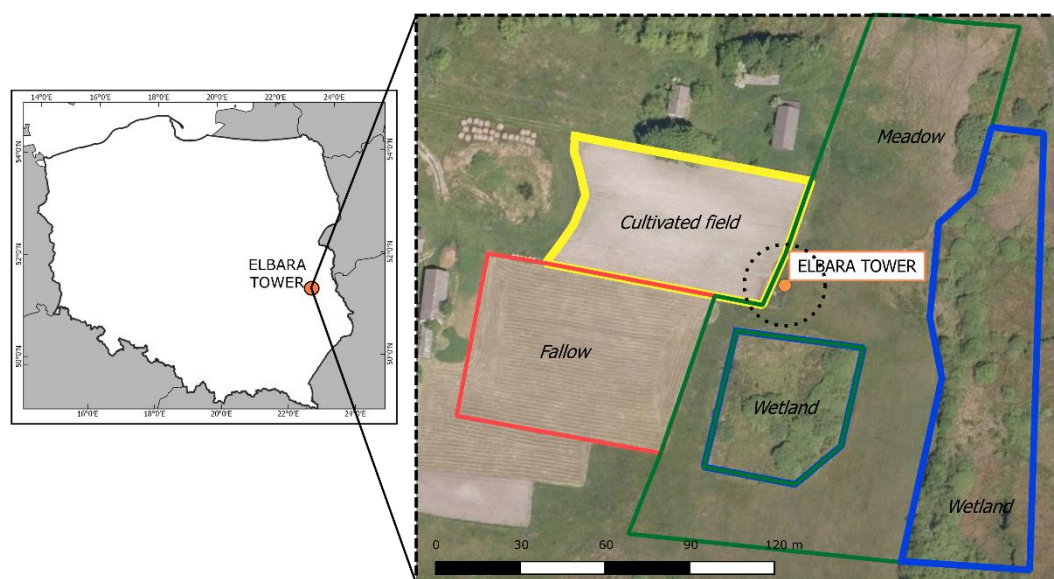 14°0'E 16°0'E 18°0'E 20°0'E 22°0'E 24°0'E
54°0'N
54°0'N
52°0'N
52°0'N
50°0'N
50°0'N
16°0'E 18°0'E 20°0'E 22°0'E 24°0'E
ELBARA
TOWER
Meadow
Cultivated field
ELBARA TOWER
Fallow
Wetland
Wetland
0 30 60 90 120 m